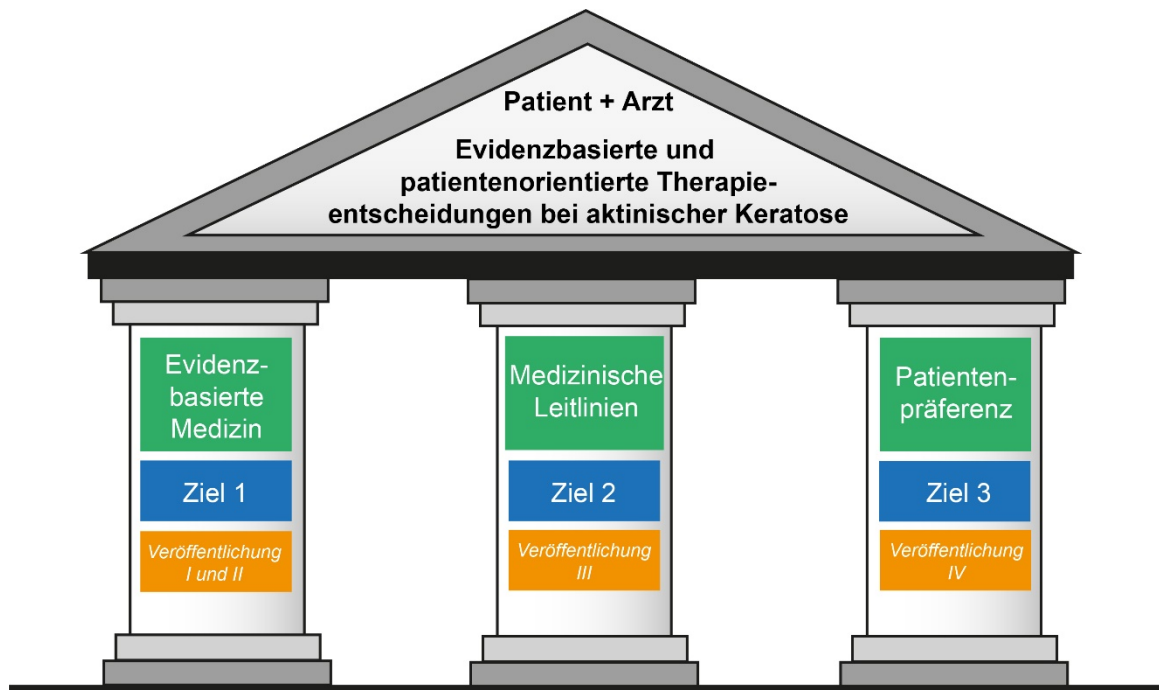 Patient + Arzt
Evidenzbasierte und
patientenorientierte Therapie-
entscheidungen bei aktinischer Keratose
Evidenz-
basierte
Medizin
Ziel 1
Veröffentlichung
I und II
Medizinische
Leitlinien
Ziel 2
Veröffentlichung
III
Patienten-
präferenz
Ziel 3
Veröffentlichung
IV